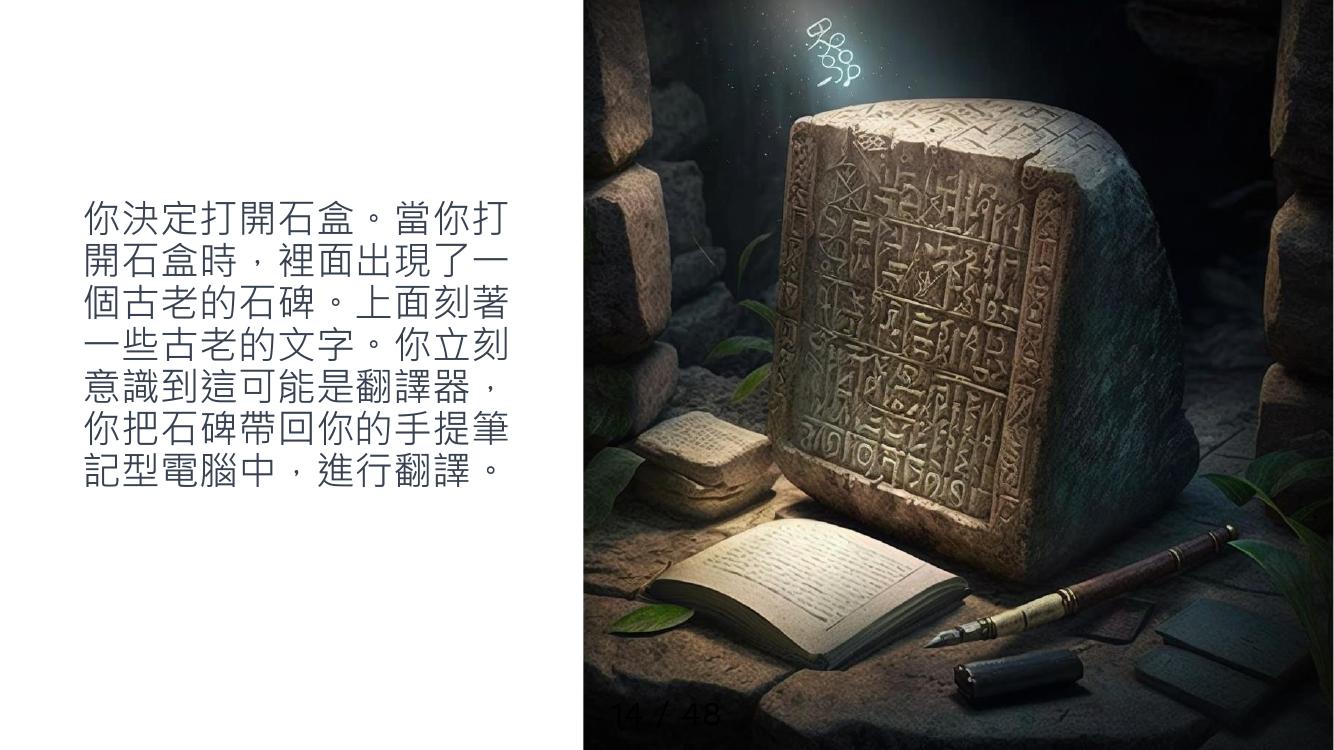 你決定打開石盒。當你打
開石盒時，裡面出現了一
個古老的石碑。上面刻著
一些古老的文字。你立刻
意識到這可能是翻譯器，
你把石碑帶回你的手提筆
記型電腦中，進行翻譯。
14 / 48